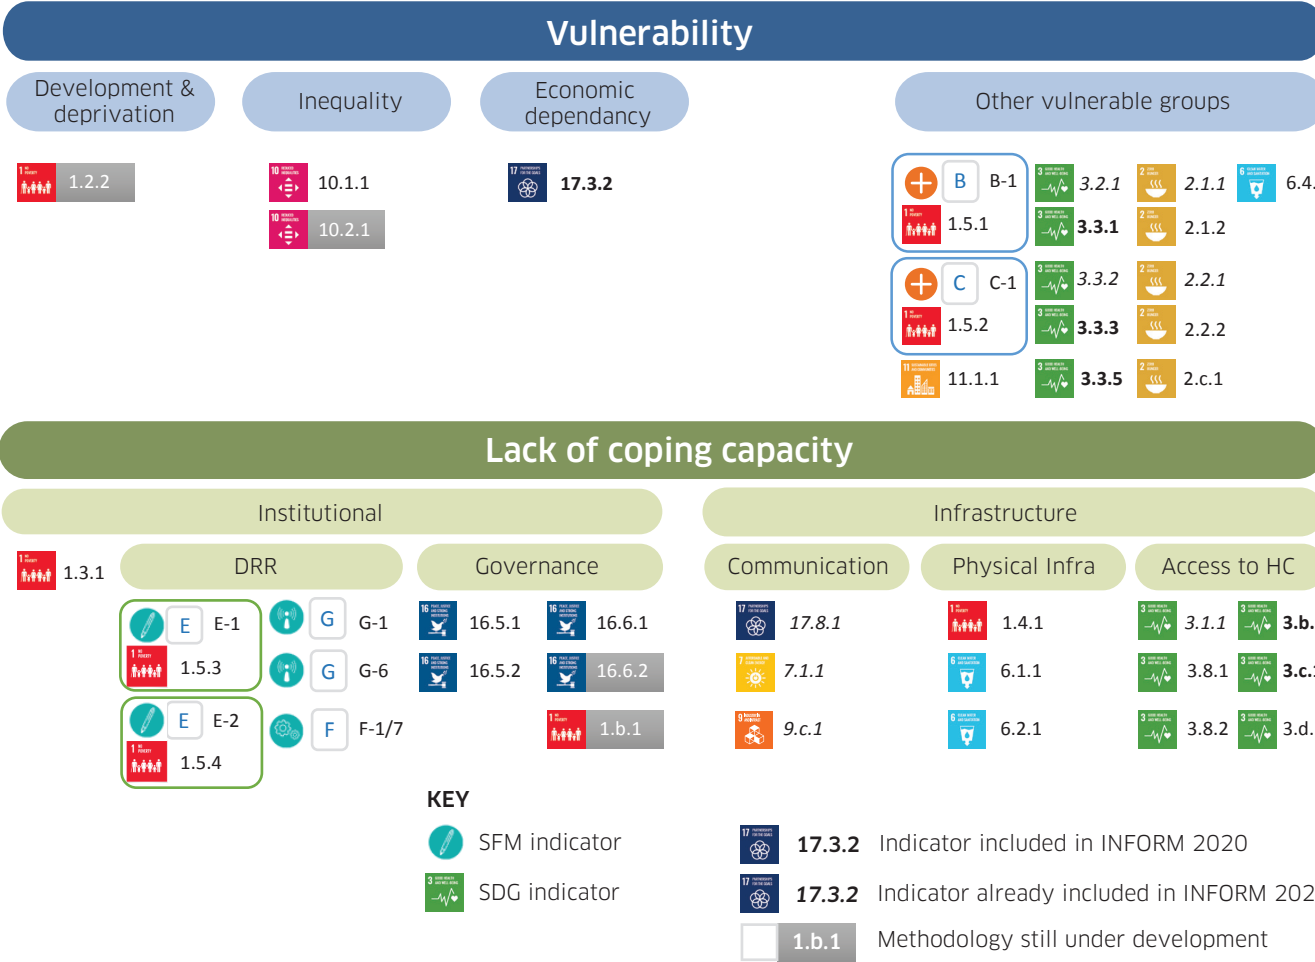 Vulnerability
Development &
deprivation
Inequality
Economic
dependancy
Other vulnerable groups
1.2.2
10.1.1
10.2.1
17.3.2
B B-1 3.2.1 2.1.1 6.4.
1.5.1 3.3.1 2.1.2
C C-1 3.3.2 2.2.1
1.5.2 3.3.3 2.2.2
11.1.1 3.3.5 2.c.1
Lack of coping capacity
Institutional
Infrastructure
1.3.1
DRR
Governance
Communication
Physical Infra
Access to HC
E E-1 G G-1 16.5.1 16.6.1 17.8.1 1.4.1 3.1.1 3.b.
1.5.3 G G-6 16.5.2 16.6.2 7.1.1 6.1.1 3.8.1 3.c.
E E-2 F F-1/7 1.b.1 9.c.1 6.2.1 3.8.2 3.d.
1.5.4
KEY
SFM indicator
SDG indicator
17.3.2 Indicator included in INFORM 2020
17.3.2 Indicator already included in INFORM 202
1.b.1 Methodology still under development